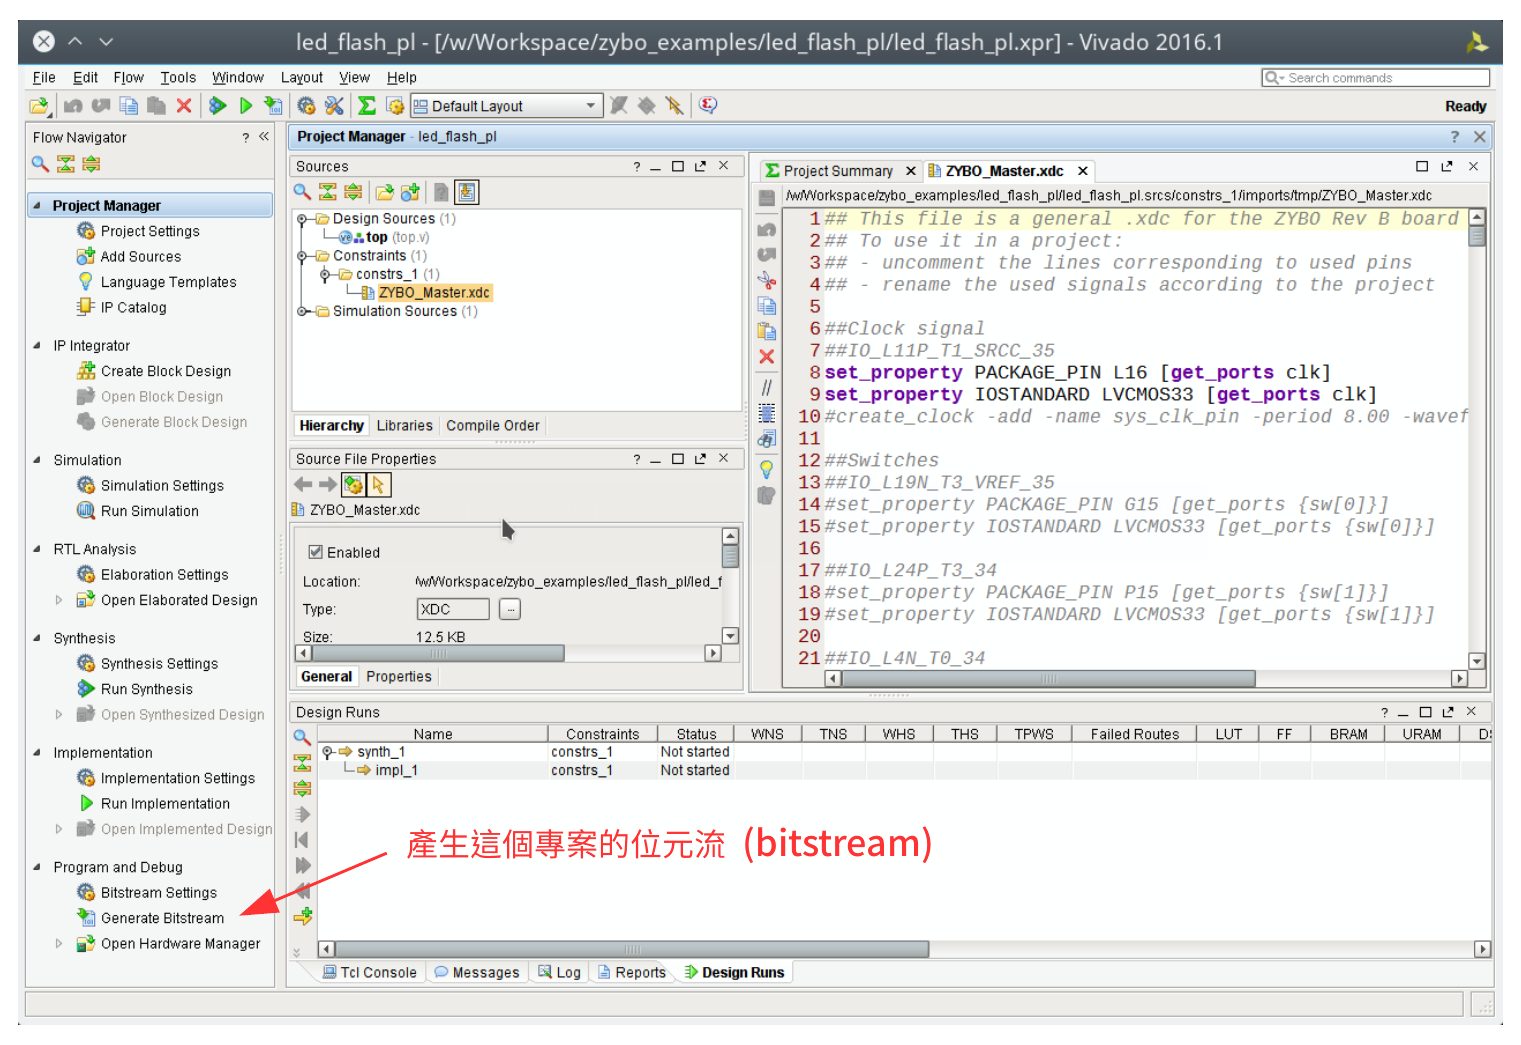 led_flash_pl - [/w/Workspace/zybo_examples/led_flash_pl/led_flash_pl.xpr] - Vivado 2016.1
File Edit Flow Tools Window Layout View Help
Search commands
Default Layout
Ready
Flow Navigator ? «
Project Manager
Project Settings
Add Sources
Language Templates
IP Catalog
IP Integrator
Create Block Design
Open Block Design
Generate Block Design
Simulation
Simulation Settings
Run Simulation
RTL Analysis
Elaboration Settings
Open Elaborated Design
Synthesis
Synthesis Settings
Run Synthesis
Open Synthesized Design
Implementation
Implementation Settings
Run Implementation
Open Implemented Design
Program and Debug
Bitstream Settings
Generate Bitstream
Open Hardware Manager
Project Manager - led_flash_pl
Sources
Design Sources (1)
top (top.v)
Constraints (1)
constrs_1 (1)
ZYBO_Master.xdc
Simulation Sources (1)
Hierarchy Libraries Compile Order
Source File Properties
ZYBO_Master.xdc
Enabled
Location: /w/Workspace/zybo_examples/led_flash_pl/led_f
Type: XDC
Size: 12.5 KB
General Properties
Project Summary ZYBO_Master.xdc
/w/Workspace/zybo_examples/led_flash_pl/led_flash_pl.srcs/constrs_1/imports/tmp/ZYBO_Master.xdc
1 ## This file is a general .xdc for the ZYBO Rev B board
2 ## To use it in a project:
3 ## - uncomment the lines corresponding to used pins
4 ## - rename the used signals according to the project
5
6 ##Clock signal
7 ##IO_L11P_T1_SRCC_35
8 set_property PACKAGE_PIN L16 [get_ports clk]
9 set_property IOSTANDARD LVCMOS33 [get_ports clk]
10 #create_clock -add -name sys_clk_pin -period 8.00 -wavef
11
12 ##Switches
13 ##IO_L19N_T3_VREF_35
14 #set_property PACKAGE_PIN G15 [get_ports {sw[0]}]
15 #set_property IOSTANDARD LVCMOS33 [get_ports {sw[0]}]
16
17 ##IO_L24P_T3_34
18 #set_property PACKAGE_PIN P15 [get_ports {sw[1]}]
19 #set_property IOSTANDARD LVCMOS33 [get_ports {sw[1]}]
20
21 ##IO_L4N_T0_34
Design Runs
Name Constraints Status WNS TNS WHS THS TPWS Failed Routes LUT FF BRAM URAM
synth_1 constrs_1 Not started
impl_1 constrs_1 Not started
產生這個專案的位元流 (bitstream)
Tcl Console Messages Log Reports Design Runs